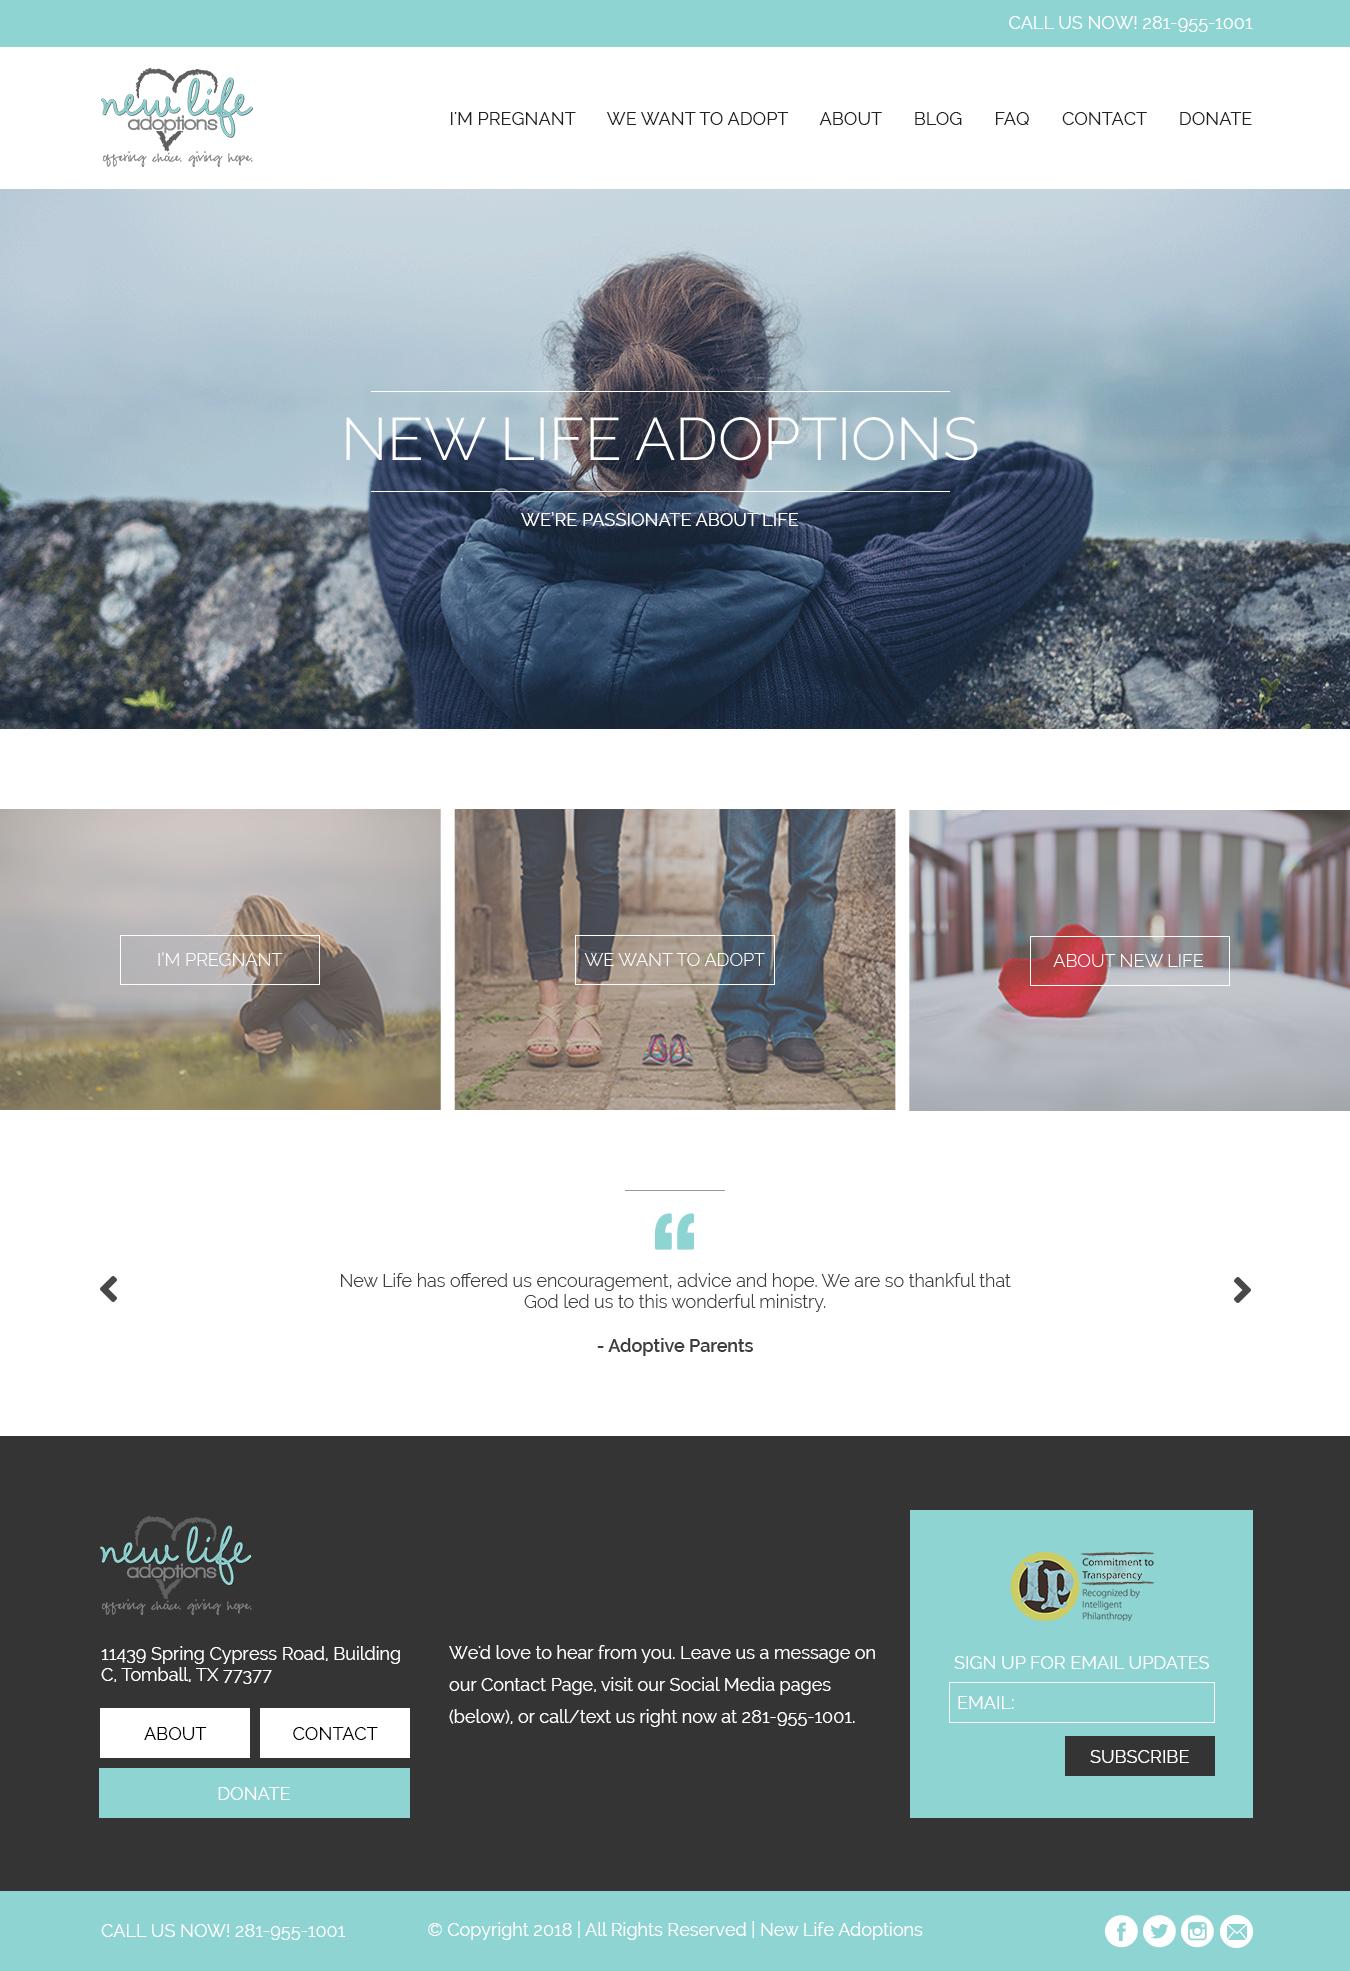 CALL US NOW! 281-955-1001
new life
adoptions
offering choice. giving hope.
I'M PREGNANT WE WANT TO ADOPT ABOUT BLOG FAQ CONTACT DONATE
NEW LIFE ADOPTIONS
WE'RE PASSIONATE ABOUT LIFE
I'M PREGNANT
WE WANT TO ADOPT
ABOUT NEW LIFE
“
New Life has offered us encouragement, advice and hope. We are so thankful that
God led us to this wonderful ministry.
- Adoptive Parents
new life
adoptions
offering choice. giving hope.
11439 Spring Cypress Road, Building
C, Tomball, TX 77377
ABOUT
CONTACT
DONATE
We'd love to hear from you. Leave us a message on
our Contact Page, visit our Social Media pages
(below), or call/text us right now at 281-955-1001.
Ip
Commitment to
Transparency
Recognized by
Intelligent
Philanthropy
SIGN UP FOR EMAIL UPDATES
EMAIL:
SUBSCRIBE
CALL US NOW! 281-955-1001
© Copyright 2018 | All Rights Reserved | New Life Adoptions